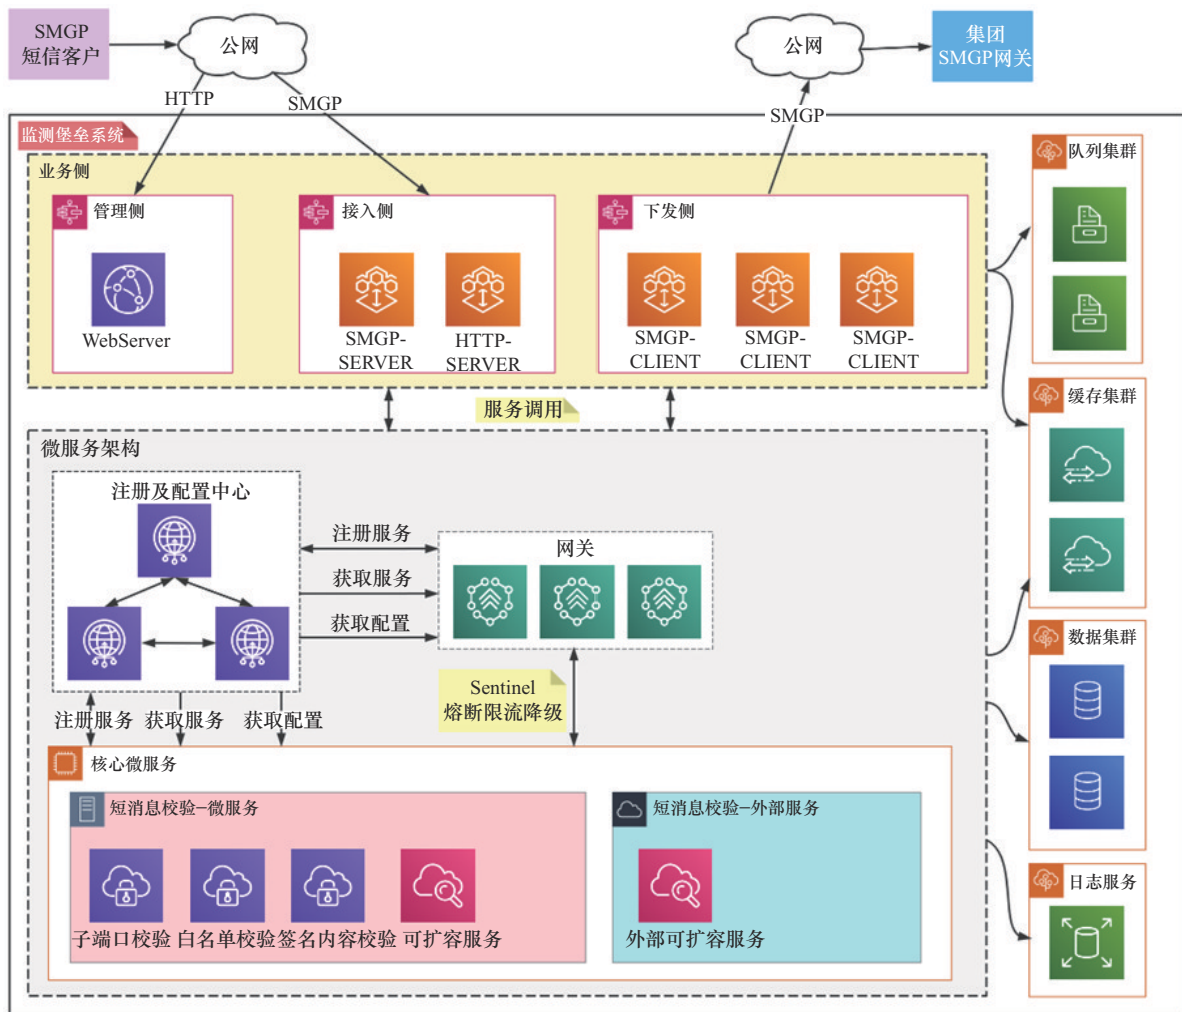 SMGP
短信客户
公网
公网
集团
SMGP网关
HTTP
SMGP
SMGP
监测堡垒系统
业务侧
管理侧
接入侧
下发侧
WebServer
SMGP-
SERVER
HTTP-
SERVER
SMGP-
CLIENT
SMGP-
CLIENT
SMGP-
CLIENT
队列集群
缓存集群
服务调用
微服务架构
注册及配置中心
注册服务
获取服务
获取配置
网关
Sentinel
熔断限流降级
注册服务
获取服务
获取配置
数据集群
核心微服务
短消息校验–微服务
子端口校验
白名单校验
签名内容校验
可扩容服务
短消息校验–外部服务
外部可扩容服务
日志服务